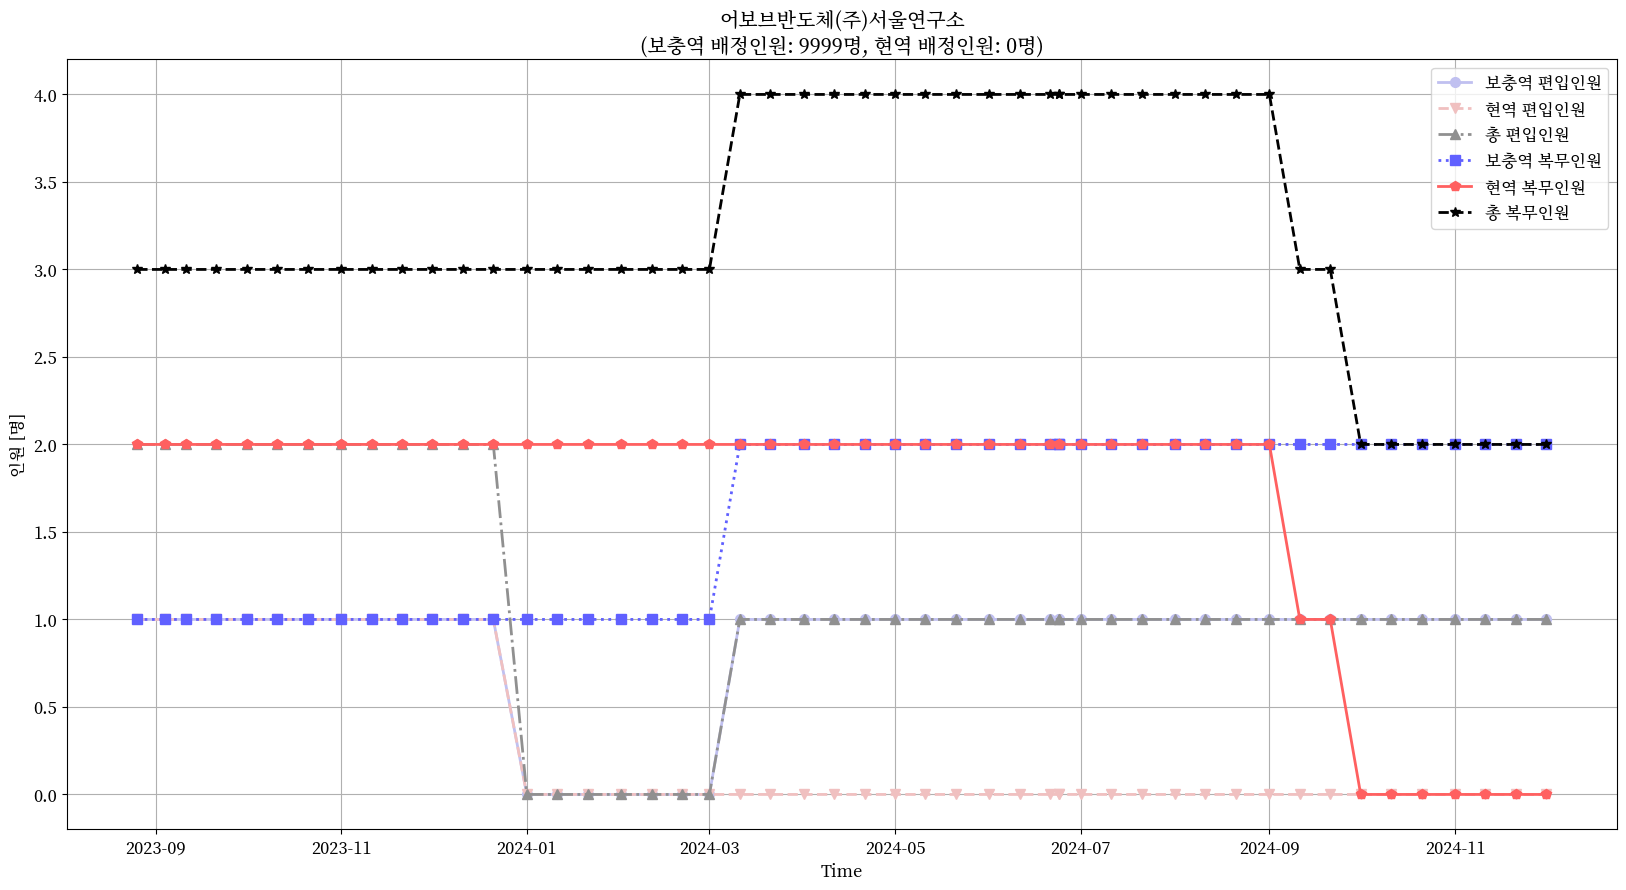 어보브반도체(주)서울연구소
(보충역 배정인원: 9999명, 현역 배정인원: 0명)
4.0
3.5
3.0
2.5
2.0
1.5
1.0
0.5
0.0
인원 [명]
보충역 편입인원
현역 편입인원
총 편입인원
보충역 복무인원
현역 복무인원
총 복무인원
2023-09
2023-11
2024-01
2024-03
2024-05
2024-07
2024-09
2024-11
Time